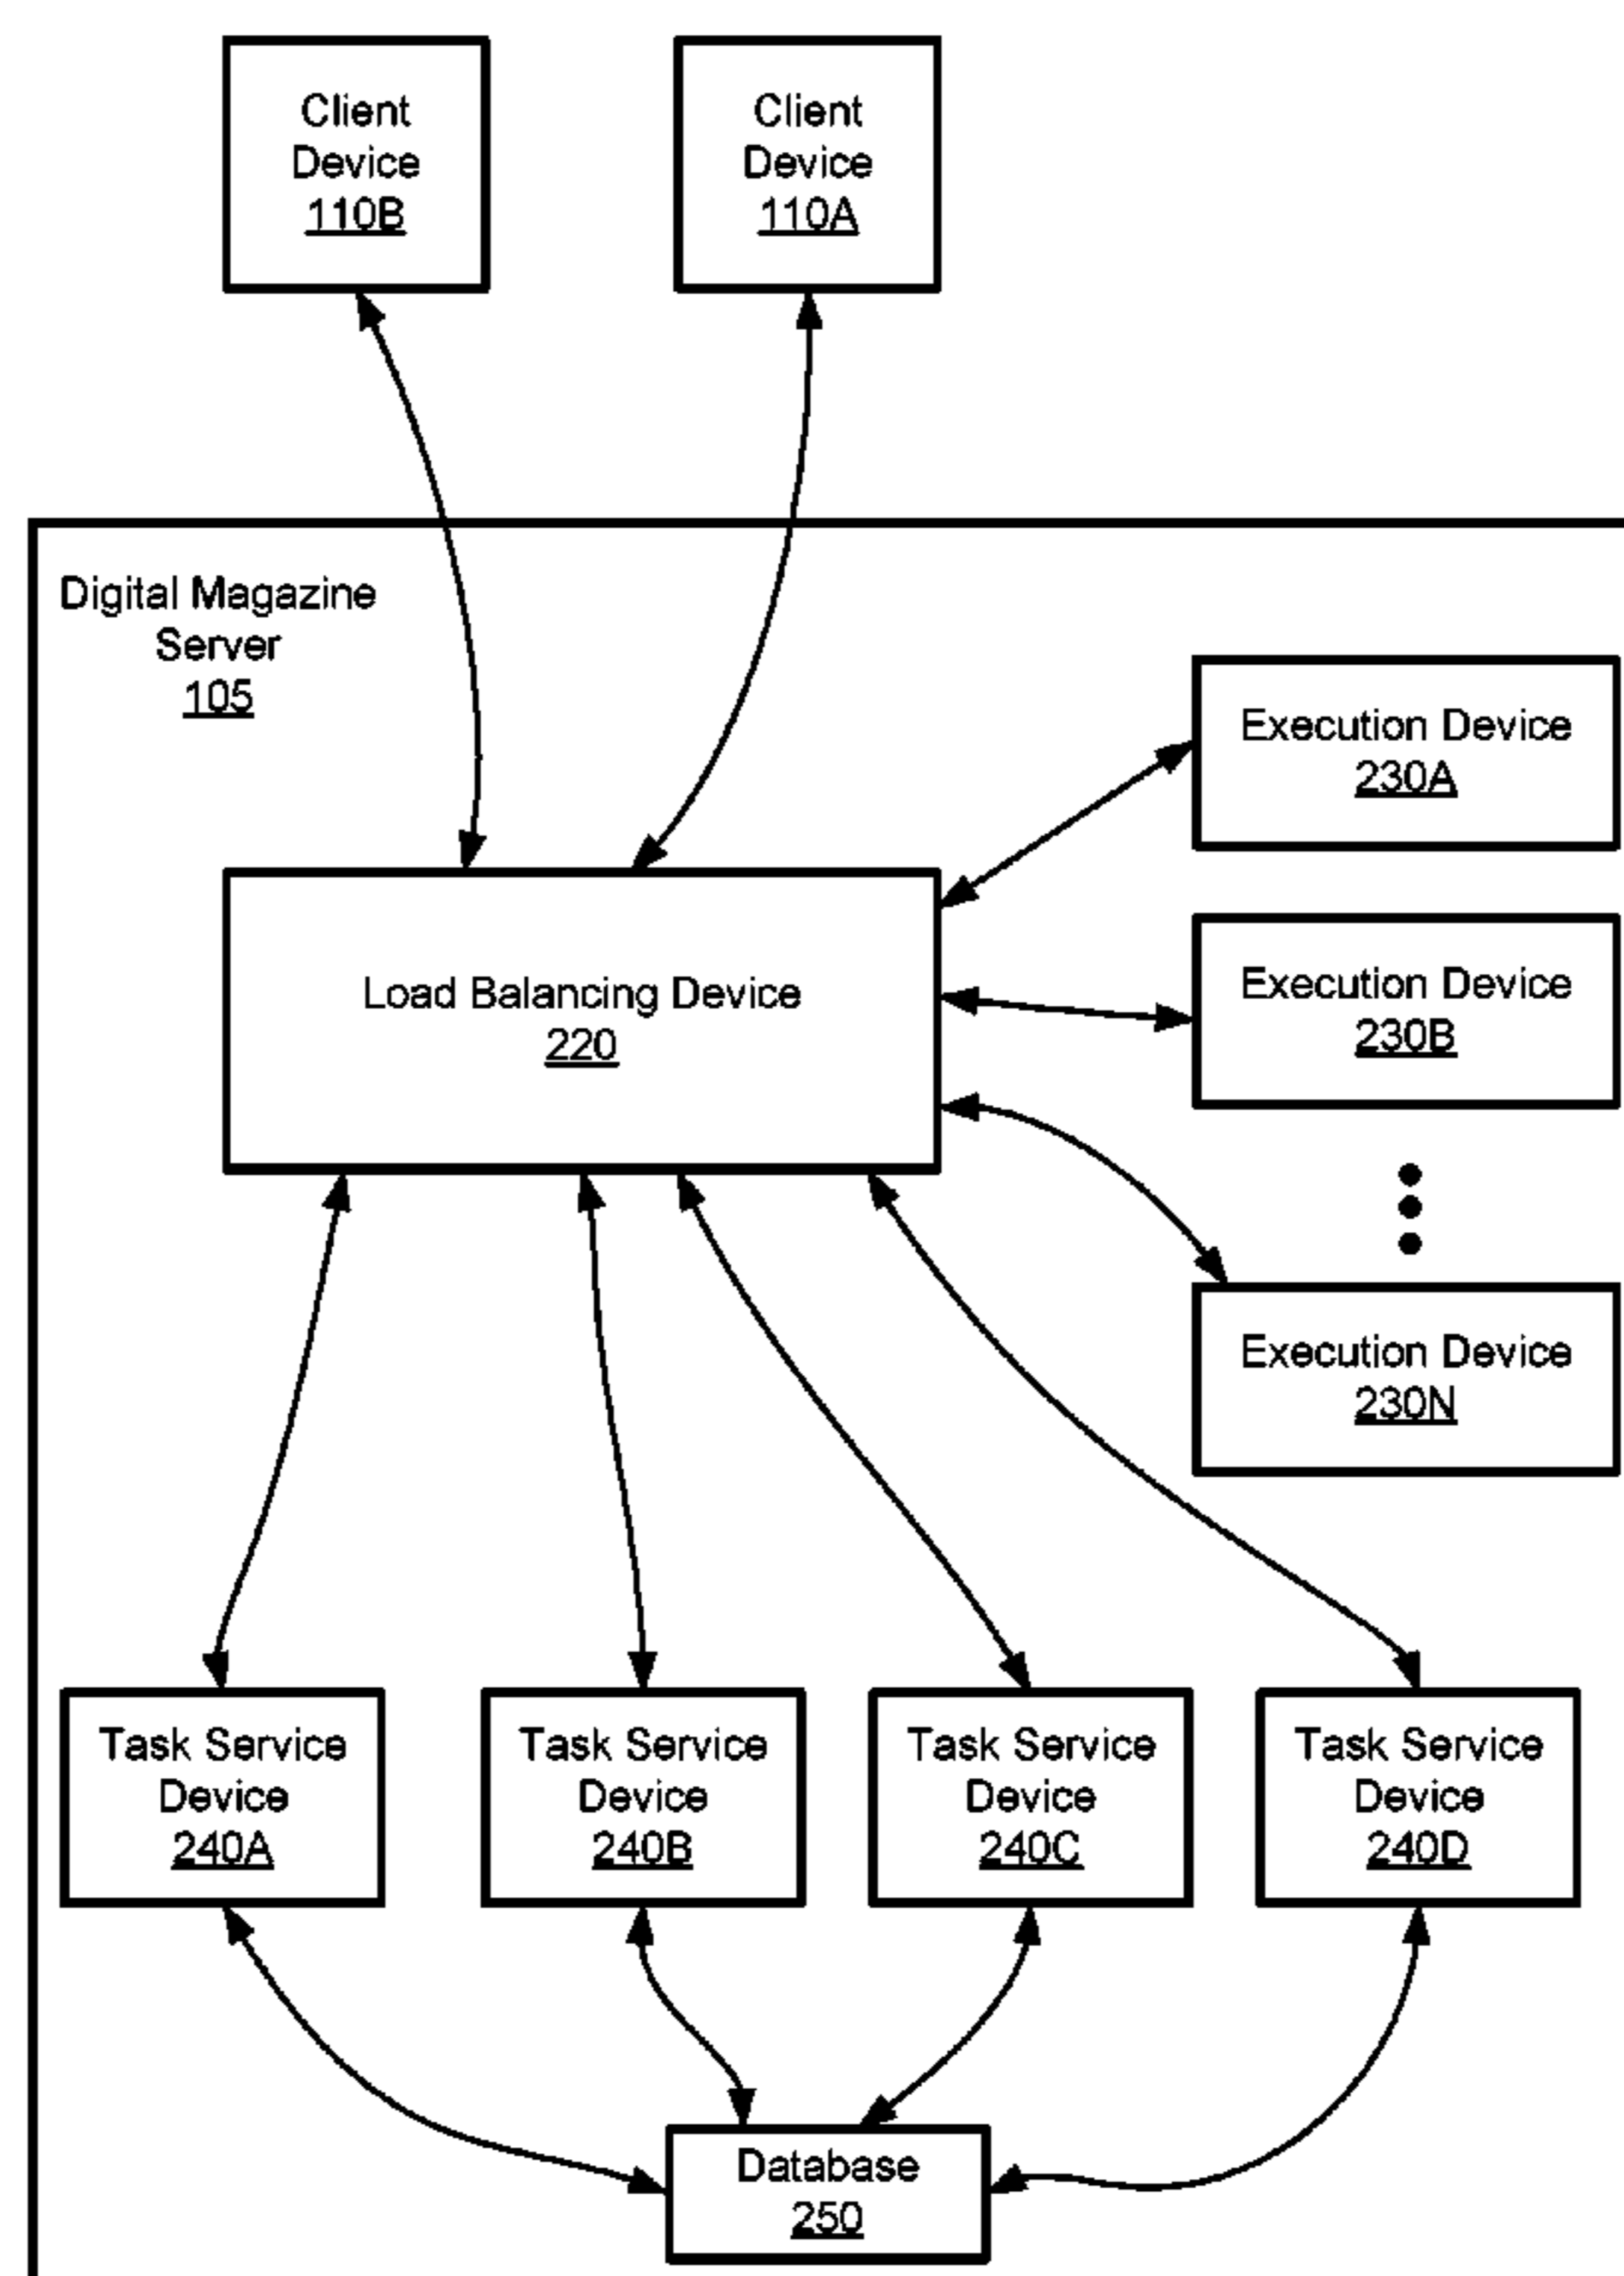 Client
Device
110B
Client
Device
110A
Digital Magazine
Server
105
Execution Device
230A
Load Balancing Device
220
Execution Device
230B
Execution Device
230N
Task Service
Device
240A
Task Service
Device
240B
Task Service
Device
240C
Task Service
Device
240D
Database
250